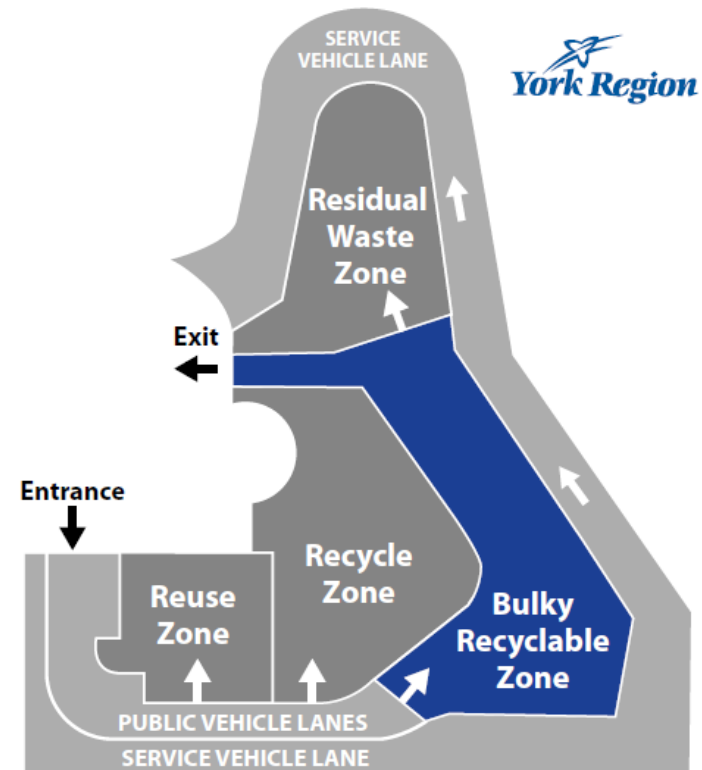 SERVICE
VEHICLE LANE
York Region
Residual
Waste
Zone
Exit
Entrance
Recycle
Zone
Reuse
Zone
Bulky
Recyclable
Zone
PUBLIC VEHICLE LANES
SERVICE VEHICLE LANE